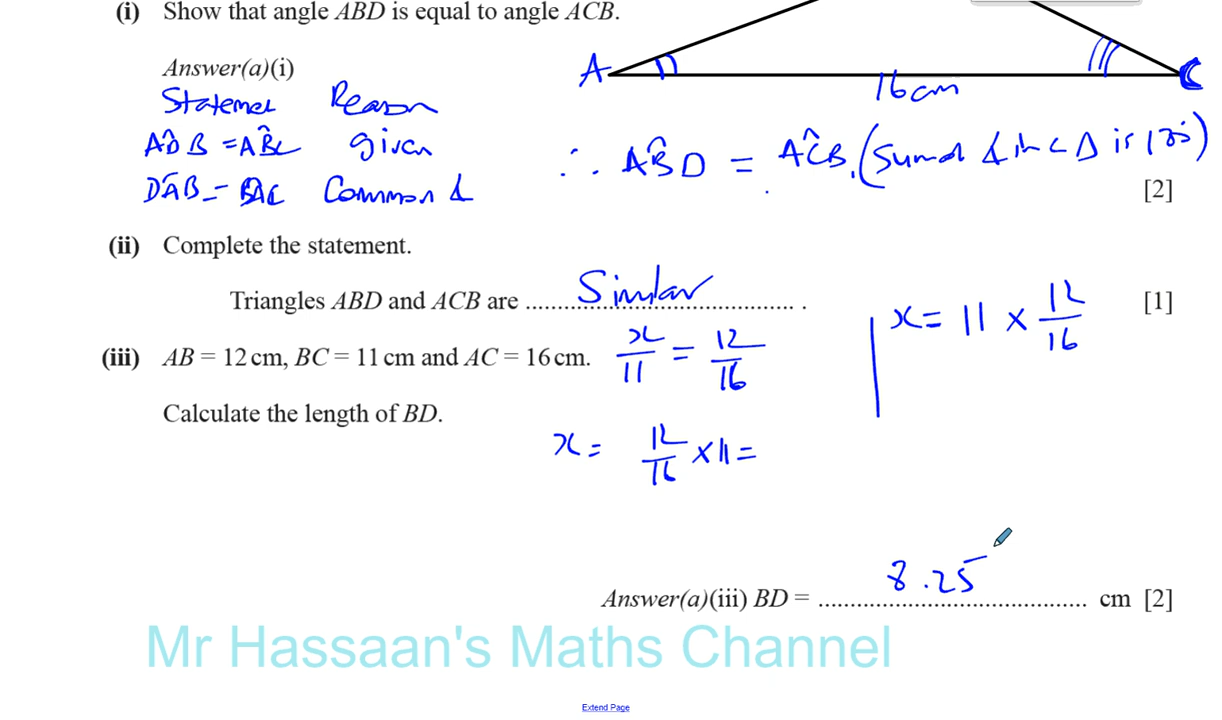 (i) Show that angle ABD is equal to angle ACB.
A
C
16cm
Answer(a)(i)
Statemet Reason
AD̂B = AB̂C given
DÂB = BÂC Common ∠
∴ AB̂D = AĈB, (Sum of ∠ in a Δ is 180°)
[2]
(ii) Complete the statement.
Triangles ABD and ACB are .......... Similar .......... .
[1]
(iii) AB = 12 cm, BC = 11 cm and AC = 16 cm.
x/11 = 12/16
x = 11 × 12/16
Calculate the length of BD.
x = 12/16 × 11 =
Answer(a)(iii) BD = .......... 8.25 .......... cm [2]
Mr Hassaan's Maths Channel
Extend Page